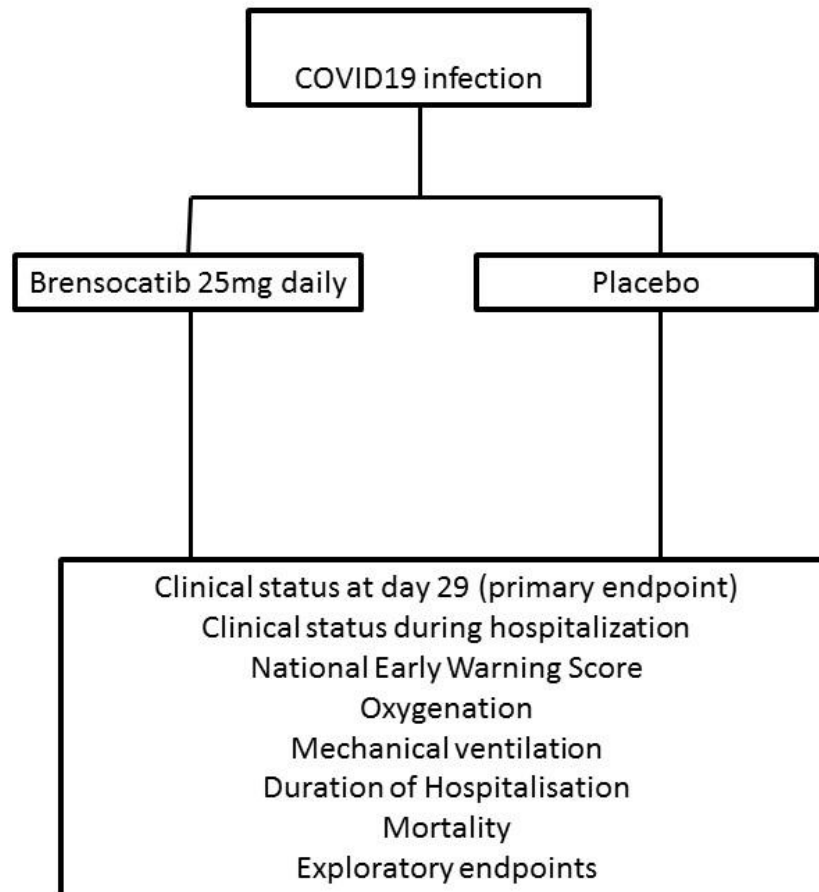 COVID19 infection
Brensocatib 25mg daily
Placebo
Clinical status at day 29 (primary endpoint)
Clinical status during hospitalization
National Early Warning Score
Oxygenation
Mechanical ventilation
Duration of Hospitalisation
Mortality
Exploratory endpoints